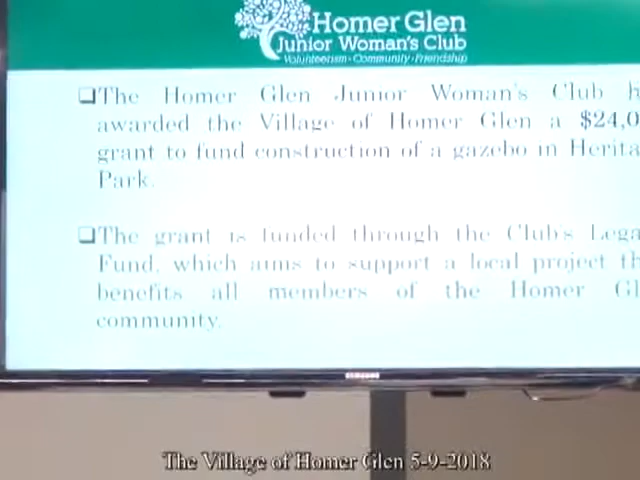 Homer Glen
Junior Woman's Club
Volunteerism · Community · Friendship
❑The Homer Glen Junior Woman's Club h
awarded the Village of Homer Glen a $24,0
grant to fund construction of a gazebo in Herita
Park.
❑The grant is funded through the Club's Lega
Fund, which aims to support a local project th
benefits all members of the Homer Gl
community.
SAMSUNG
The Village of Homer Glen 5-9-2018